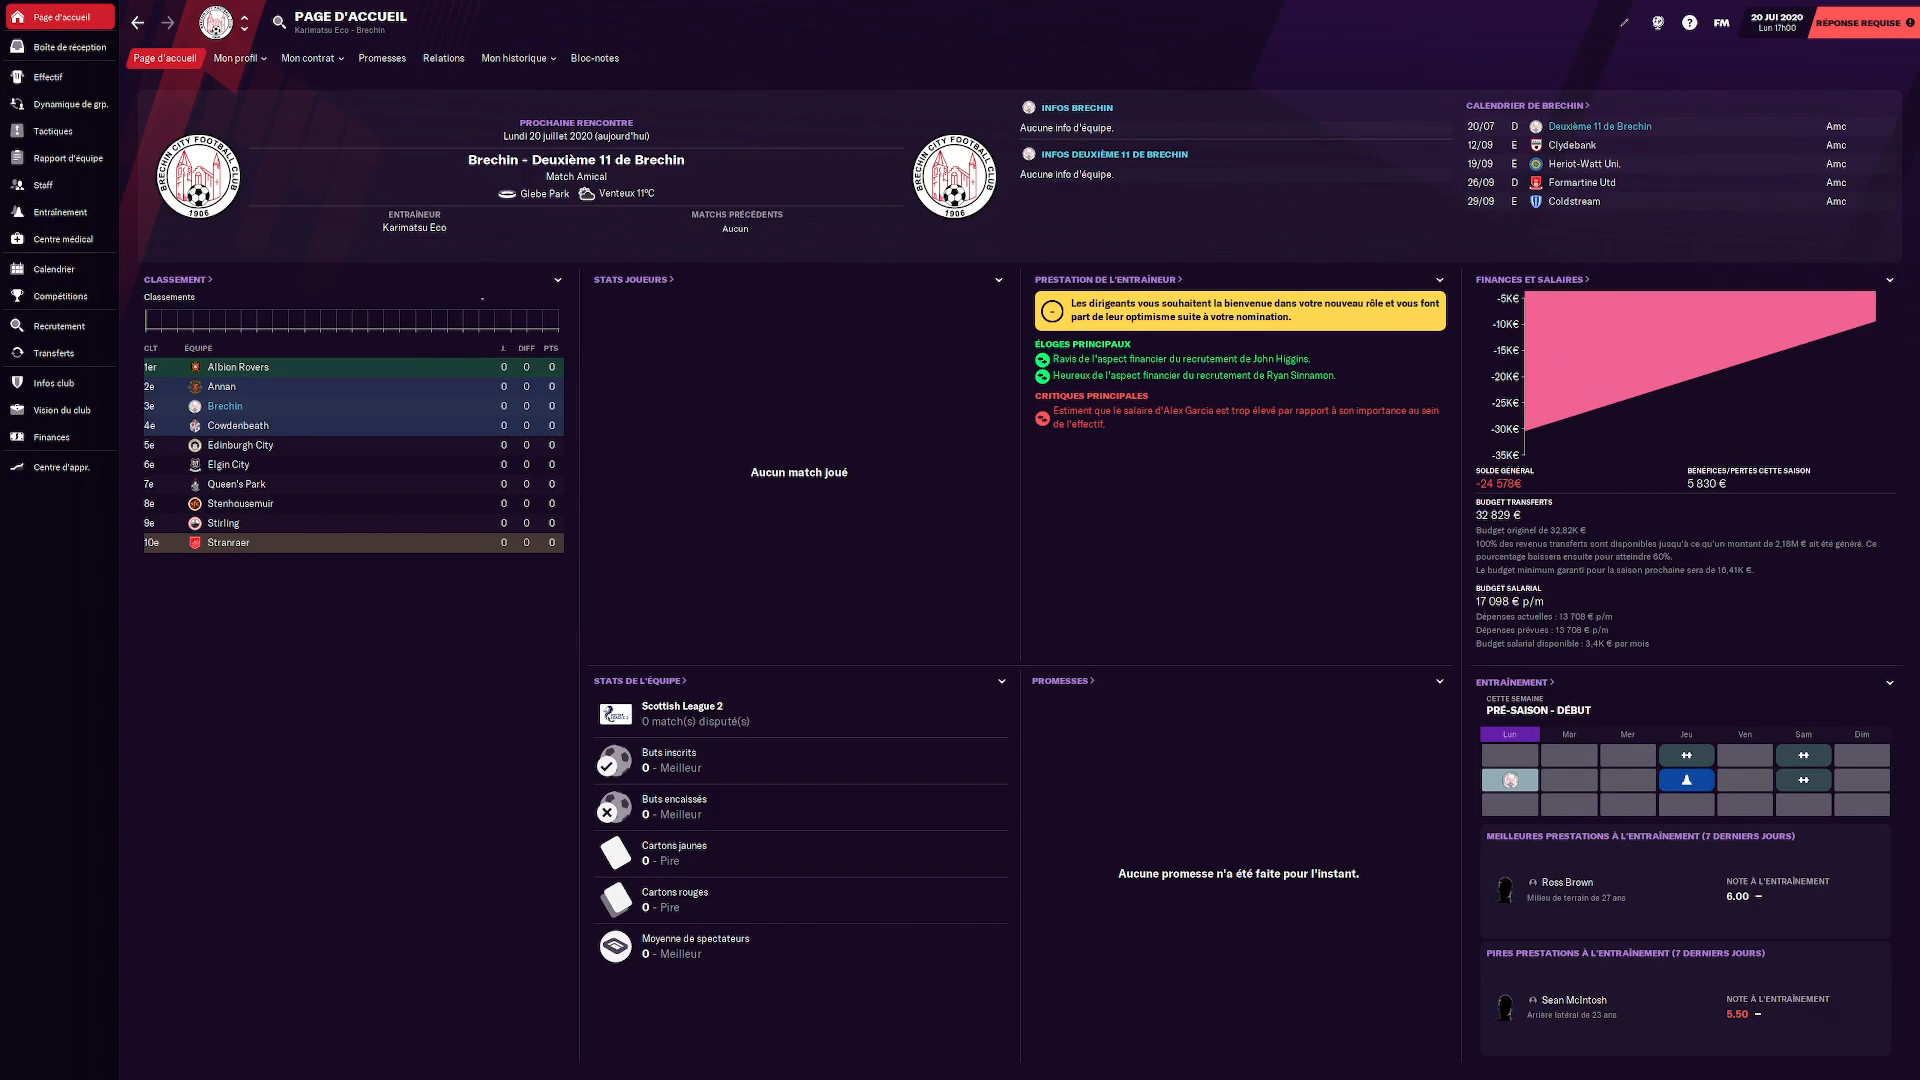 Page d'accueil
Boîte de réception
Effectif
Dynamique de grp.
Tactiques
Rapport d'équipe
Staff
Entraînement
Centre médical
Calendrier
Compétitions
Recrutement
Transferts
Infos club
Vision du club
Finances
Centre d'appr.
PAGE D'ACCUEIL
Karimatsu Eco - Brechin
FM
20 JUI 2020
Lun 17h00
RÉPONSE REQUISE
Page d'accueil
Mon profil
Mon contrat
Promesses
Relations
Mon historique
Bloc-notes
BRECHIN CITY FOOTBALL CLUB
1906
PROCHAINE RENCONTRE
Lundi 20 juillet 2020 (aujourd'hui)
Brechin - Deuxième 11 de Brechin
Match Amical
Glebe Park
Venteux 11°C
ENTRAÎNEUR
Karimatsu Eco
MATCHS PRÉCÉDENTS
Aucun
BRECHIN CITY FOOTBALL CLUB
1906
INFOS BRECHIN
Aucune info d'équipe.
INFOS DEUXIÈME 11 DE BRECHIN
Aucune info d'équipe.
CALENDRIER DE BRECHIN >
20/07 D Deuxième 11 de Brechin Amc
12/09 E Clydebank Amc
19/09 E Heriot-Watt Uni. Amc
26/09 D Formartine Utd Amc
29/09 E Coldstream Amc
CLASSEMENT >
Classements -
CLT ÉQUIPE J. DIFF PTS
1er Albion Rovers 0 0 0
2e Annan 0 0 0
3e Brechin 0 0 0
4e Cowdenbeath 0 0 0
5e Edinburgh City 0 0 0
6e Elgin City 0 0 0
7e Queen's Park 0 0 0
8e Stenhousemuir 0 0 0
9e Stirling 0 0 0
10e Stranraer 0 0 0
STATS JOUEURS >
Aucun match joué
PRESTATION DE L'ENTRAÎNEUR >
Les dirigeants vous souhaitent la bienvenue dans votre nouveau rôle et vous font
part de leur optimisme suite à votre nomination.
ÉLOGES PRINCIPAUX
Ravis de l'aspect financier du recrutement de John Higgins.
Heureux de l'aspect financier du recrutement de Ryan Sinnamon.
CRITIQUES PRINCIPALES
Estiment que le salaire d'Alex Garcia est trop élevé par rapport à son importance au sein
de l'effectif.
FINANCES ET SALAIRES >
-5K€
-10K€
-15K€
-20K€
-25K€
-30K€
-35K€
SOLDE GÉNÉRAL
-24 578€
BÉNÉFICES/PERTES CETTE SAISON
5 830 €
BUDGET TRANSFERTS
32 829 €
Budget originel de 32,82K €
100% des revenus transferts sont disponibles jusqu'à ce qu'un montant de 2,18M € ait été généré. Ce
pourcentage baissera ensuite pour atteindre 60%.
Le budget minimum garanti pour la saison prochaine sera de 16,41K €.
BUDGET SALARIAL
17 098 € p/m
Dépenses actuelles : 13 708 € p/m
Dépenses prévues : 13 708 € p/m
Budget salarial disponible : 3,4K € par mois
STATS DE L'ÉQUIPE >
Scottish League 2
0 match(s) disputé(s)
Buts inscrits
0 - Meilleur
Buts encaissés
0 - Meilleur
Cartons jaunes
0 - Pire
Cartons rouges
0 - Pire
Moyenne de spectateurs
0 - Meilleur
PROMESSES >
Aucune promesse n'a été faite pour l'instant.
ENTRAÎNEMENT >
CETTE SEMAINE
PRÉ-SAISON - DÉBUT
Lun Mar Mer Jeu Ven Sam Dim
MEILLEURES PRESTATIONS À L'ENTRAÎNEMENT (7 DERNIERS JOURS)
Ross Brown
Milieu de terrain de 27 ans
NOTE À L'ENTRAÎNEMENT
6.00 –
PIRES PRESTATIONS À L'ENTRAÎNEMENT (7 DERNIERS JOURS)
Sean McIntosh
Arrière latéral de 23 ans
NOTE À L'ENTRAÎNEMENT
5.50 –